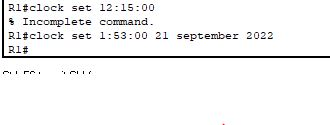 R1#clock set 12:15:00
% Incomplete command.
R1#clock set 1:53:00 21 september 2022
R1#